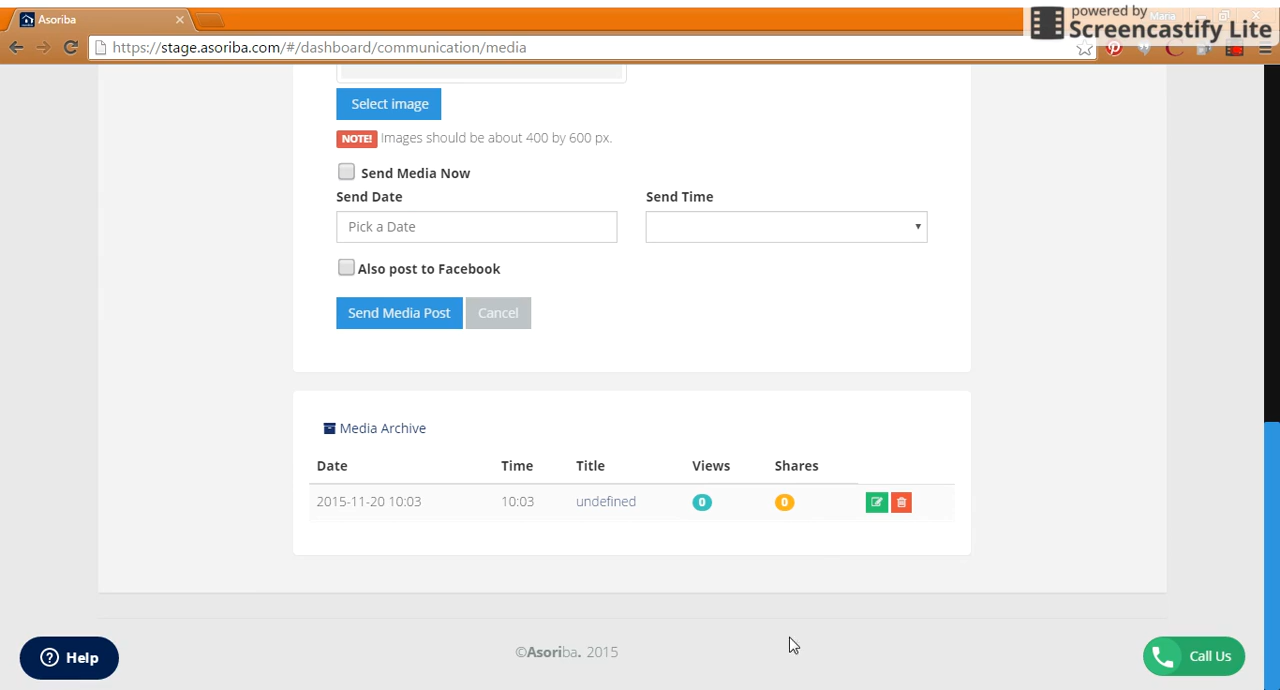 Asoriba
Maria
powered by
Screencastify Lite
https://stage.asoriba.com/#/dashboard/communication/media
Select image
NOTE! Images should be about 400 by 600 px.
Send Media Now
Send Date
Send Time
Pick a Date
Also post to Facebook
Send Media Post
Cancel
Media Archive
Date Time Title Views Shares
2015-11-20 10:03 10:03 undefined 0 0
©Asoriba. 2015
Help
Call Us